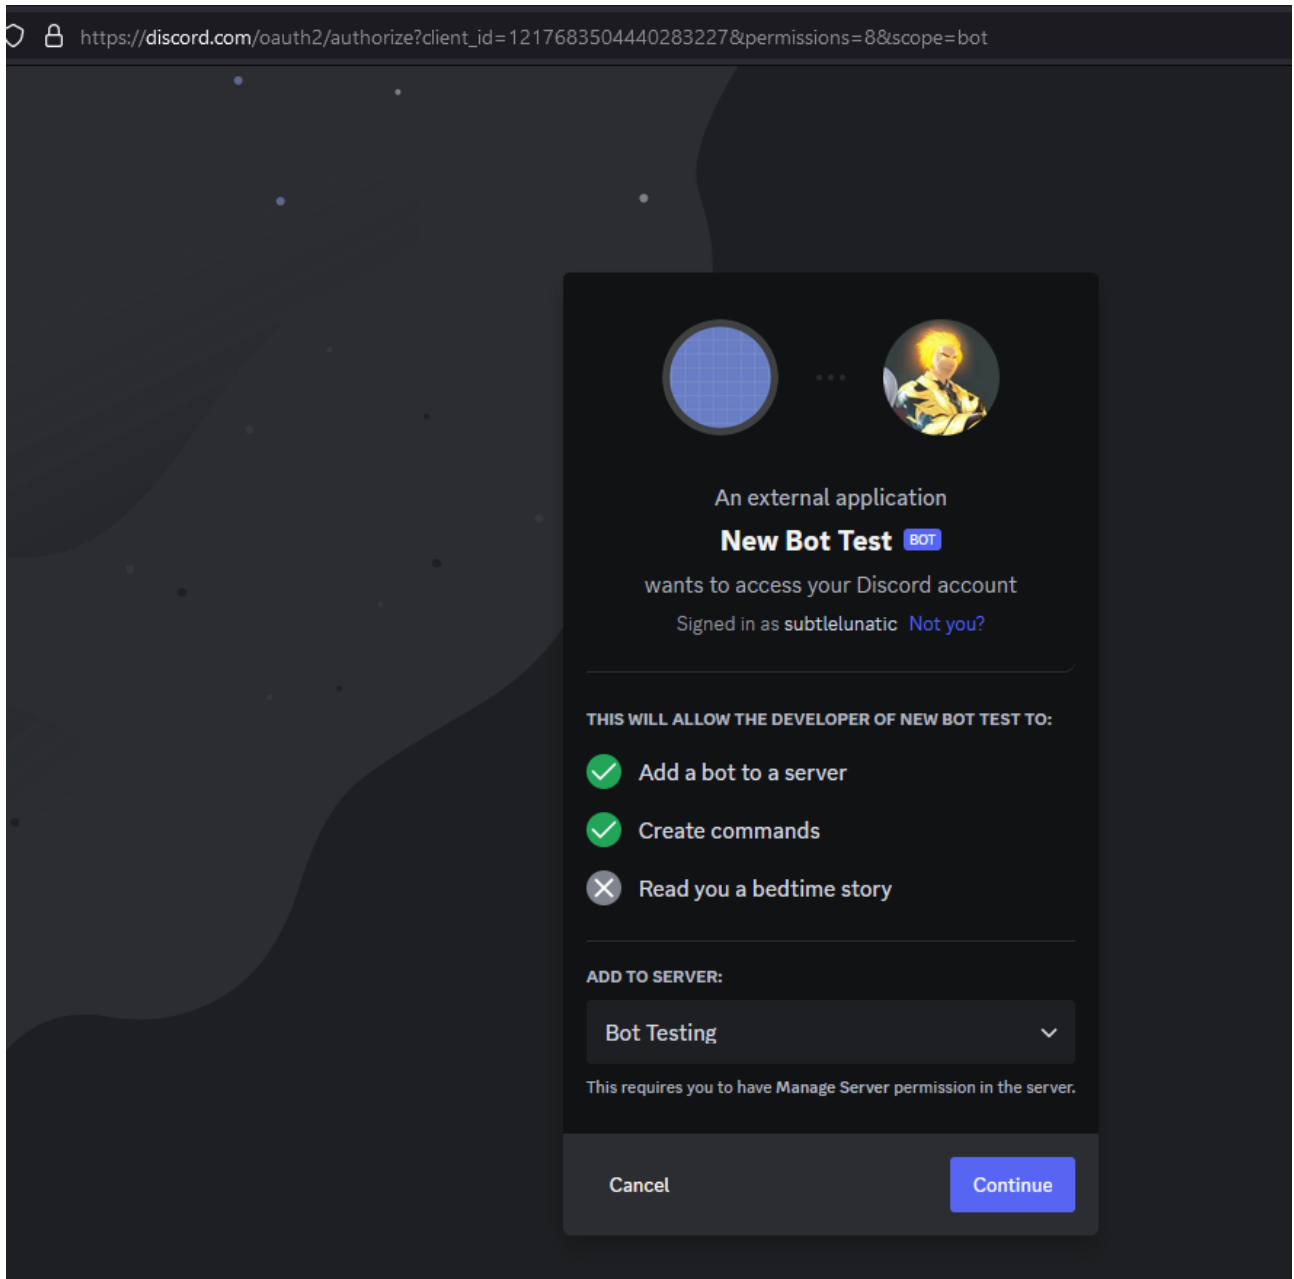 https://discord.com/oauth2/authorize?client_id=1217683504440283227&permissions=8&scope=bot
An external application
New Bot Test BOT
wants to access your Discord account
Signed in as subtlelunatic Not you?
THIS WILL ALLOW THE DEVELOPER OF NEW BOT TEST TO:
Add a bot to a server
Create commands
Read you a bedtime story
ADD TO SERVER:
Bot Testing
This requires you to have Manage Server permission in the server.
Cancel Continue